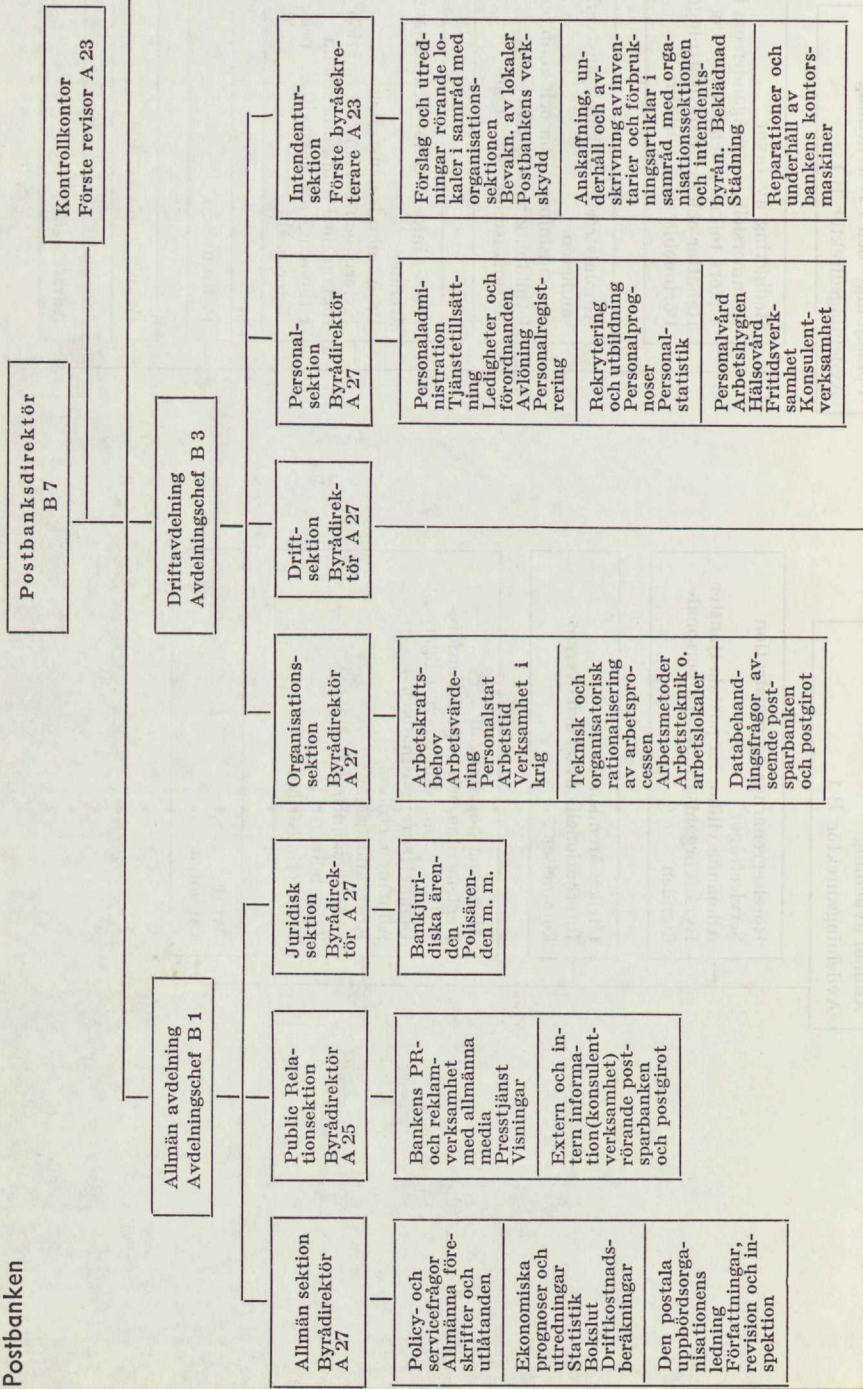 Postbanken
Postbanksdirektör
B 7
Kontrollkontor
Förste revisor A 23
Allmän avdelning
Avdelningschef B 1
Driftavdelning
Avdelningschef B 3
Allmän sektion
Byrådirektör
A 27
Public Rela-
tionsektion
Byrådirektör
A 25
Juridisk
sektion
Byrådirek-
tör A 27
Organisations-
sektion
Byrådirektör
A 27
Drift-
sektion
Byrådirek-
tör A 27
Personal-
sektion
Byrådirektör
A 27
Intendentur-
sektion
Förste byråsekre-
terare A 23
Policy- och
servicefrågor
Allmänna före-
skrifter och
utlåtanden
Ekonomiska
prognoser och
utredningar
Statistik
Bokslut
Driftkostnads-
beräkningar
Den postala
uppbördsorga-
nisationens
ledning
Författningar,
revision och in-
spektion
Bankens PR-
och reklam-
verksamhet
med allmänna
media
Presstjänst
Visningar
Extern och in-
tern informa-
tion(konsulent-
verksamhet)
rörande post-
sparbanken
och postgirot
Bankjuri-
diska ären-
den
Polisären-
den m. m.
Arbetskrafts-
behov
Arbetsvärde-
ring
Personalstat
Arbetstid
Verksamhet i
krig
Teknisk och
organisatorisk
rationalisering
av arbetspro-
cessen
Arbetsmetoder
Arbetsteknik o.
arbetslokaler
Databehand-
lingsfrågor av-
seende post-
sparbanken
och postgirot
Personaladmi-
nistration
Tjänstetillsätt-
ning
Ledigheter och
förordnanden
Avlöning
Personalregist-
rering
Rekrytering
och utbildning
Personalprog-
noser
Personal-
statistik
Personalvård
Arbetshygien
Hälsovård
Fritidsverk-
samhet
Konsulent-
verksamhet
Förslag och utred-
ningar rörande lo-
kaler i samråd med
organisations-
sektionen
Bevakn. av lokaler
Postbankens verk-
skydd
Anskaffning, un-
derhåll och av-
skrivning av inven-
tarier och förbruk-
ningsartiklar i
samråd med orga-
nisationssektionen
och intendents-
byrån. Beklädnad
Städning
Reparationer och
underhåll av
bankens kontors-
maskiner